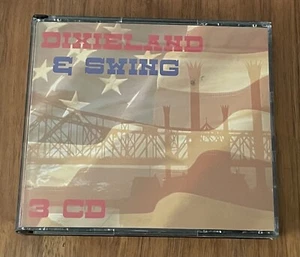 DIXIELAND
& SWING
3 CD